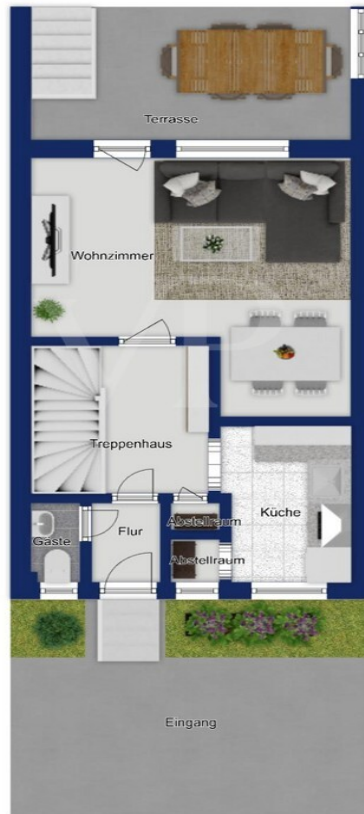 Terrasse
Wohnzimmer
Treppenhaus
Gäste
Flur
Abstellraum
Abstellraum
Küche
Eingang